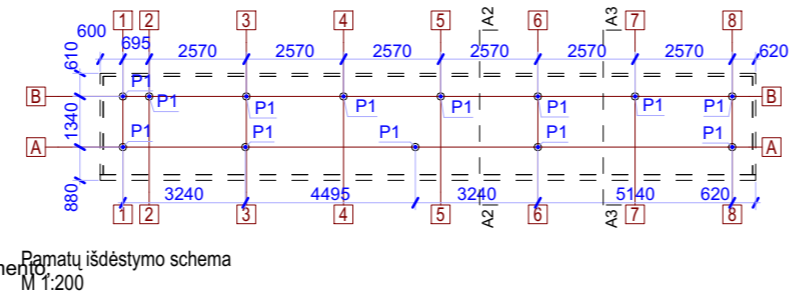 1 2 3 4 5 A2 6 A3 7 8
600
695 2570 2570 2570 2570 2570 2570 620
610
P1
B P1 P1 P1 P1 P1 P1 P1 B
1340
P1 P1 P1 P1
A A
880
3240 4495 3240 5140 620
1 2 3 4 5 A2 6 A3 7 8
Pamatų išdėstymo schema
mento,
M 1:200